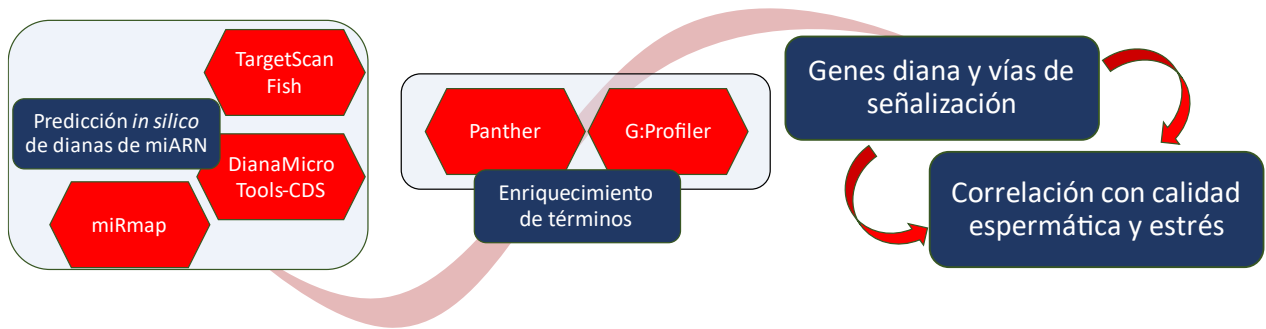 TargetScan
Fish
Predicción in silico
de dianas de miARN
DianaMicro
Tools-CDS
miRmap
Panther
G:Profiler
Enriquecimiento
de términos
Genes diana y vías de
señalización
Correlación con calidad
espermática y estrés